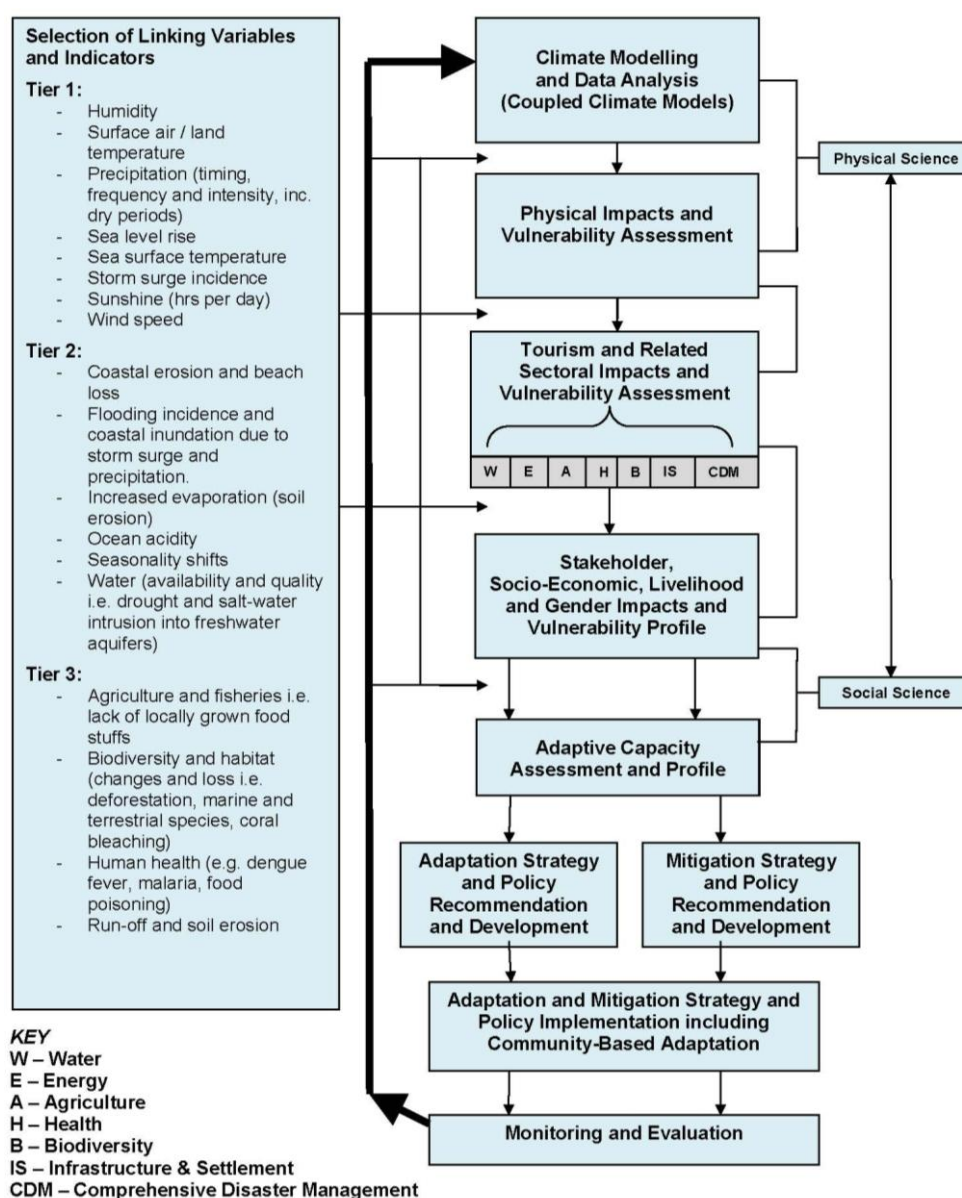 Selection of Linking Variables
and Indicators
Tier 1:
- Humidity
- Surface air / land
temperature
- Precipitation (timing,
frequency and intensity, inc.
dry periods)
- Sea level rise
- Sea surface temperature
- Storm surge incidence
- Sunshine (hrs per day)
- Wind speed
Tier 2:
- Coastal erosion and beach
loss
- Flooding incidence and
coastal inundation due to
storm surge and
precipitation.
- Increased evaporation (soil
erosion)
- Ocean acidity
- Seasonality shifts
- Water (availability and quality
i.e. drought and salt-water
intrusion into freshwater
aquifers)
Tier 3:
- Agriculture and fisheries i.e.
lack of locally grown food
stuffs
- Biodiversity and habitat
(changes and loss i.e.
deforestation, marine and
terrestrial species, coral
bleaching)
- Human health (e.g. dengue
fever, malaria, food
poisoning)
- Run-off and soil erosion
KEY
W – Water
E – Energy
A – Agriculture
H – Health
B – Biodiversity
IS – Infrastructure & Settlement
CDM – Comprehensive Disaster Management
Climate Modelling
and Data Analysis
(Coupled Climate Models)
Physical Science
Physical Impacts and
Vulnerability Assessment
Tourism and Related
Sectoral Impacts and
Vulnerability Assessment
W E A H B IS CDM
Stakeholder,
Socio-Economic, Livelihood
and Gender Impacts and
Vulnerability Profile
Social Science
Adaptive Capacity
Assessment and Profile
Adaptation Strategy
and Policy
Recommendation
and Development
Mitigation Strategy
and Policy
Recommendation
and Development
Adaptation and Mitigation Strategy and
Policy Implementation including
Community-Based Adaptation
Monitoring and Evaluation